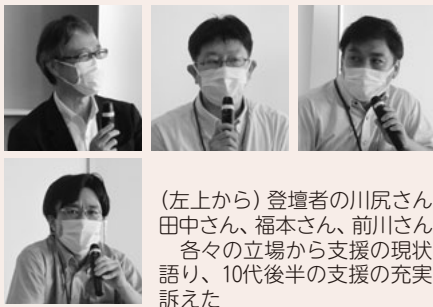 (左上から)登壇者の川尻さん
田中さん、福本さん、前川さん
各々の立場から支援の現状
語り、10代後半の支援の充実
訴えた